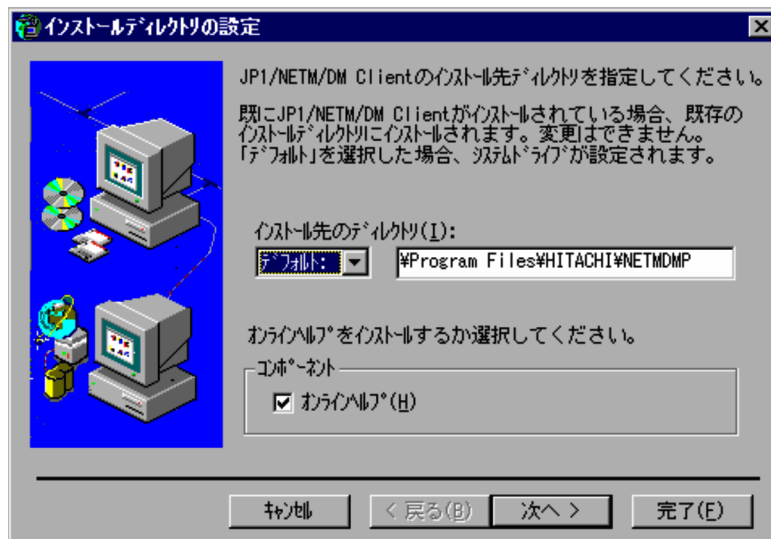 インストールディレクトリの設定
JP1/NETM/DM Clientのインストール先ディレクトリを指定してください。
既にJP1/NETM/DM Clientがインストールされている場合、既存の
インストールディレクトリにインストールされます。変更はできません。
「デフォルト」を選択した場合、システムドライブが設定されます。
インストール先のディレクトリ(I):
デフォルト: ¥Program Files¥HITACHI¥NETMDMP
オンラインヘルプをインストールするか選択してください。
コンポーネント
オンラインヘルプ(H)
キャンセル < 戻る(B) 次へ > 完了(F)